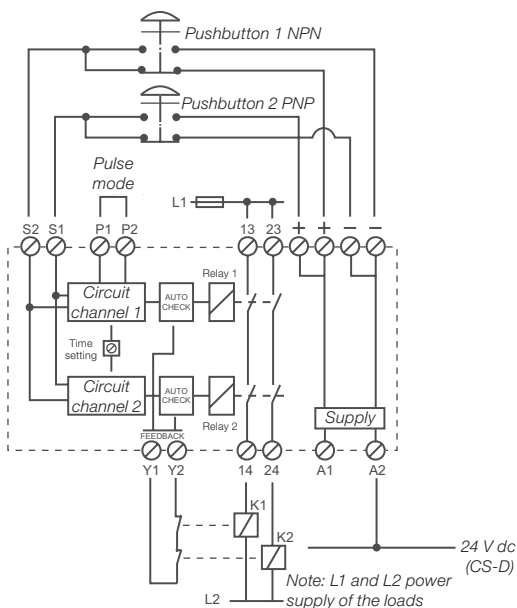 Pushbutton 1 NPN
Pushbutton 2 PNP
Pulse
mode
L1
S2 S1 P1 P2 13 23 + + − −
Relay 1
Circuit
channel 1
AUTO
CHECK
Time
setting
Circuit
channel 2
AUTO
CHECK
Relay 2
Supply
FEEDBACK
Y1 Y2 14 24 A1 A2
K1
K2
24 V dc
(CS-D)
Note: L1 and L2 power
supply of the loads
L2